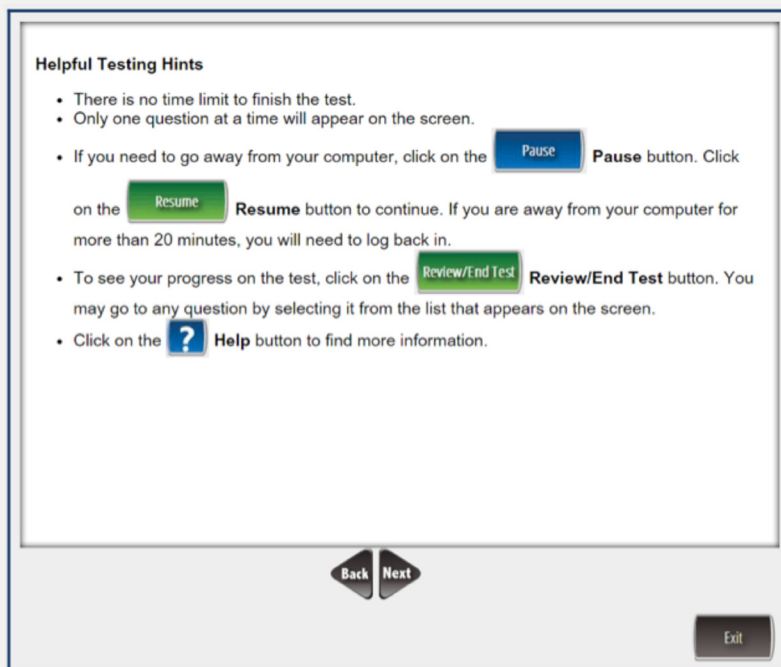 Helpful Testing Hints
• There is no time limit to finish the test.
• Only one question at a time will appear on the screen.
• If you need to go away from your computer, click on the Pause Pause button. Click
on the Resume Resume button to continue. If you are away from your computer for
more than 20 minutes, you will need to log back in.
• To see your progress on the test, click on the Review/End Test Review/End Test button. You
may go to any question by selecting it from the list that appears on the screen.
• Click on the ? Help button to find more information.
Back Next
Exit